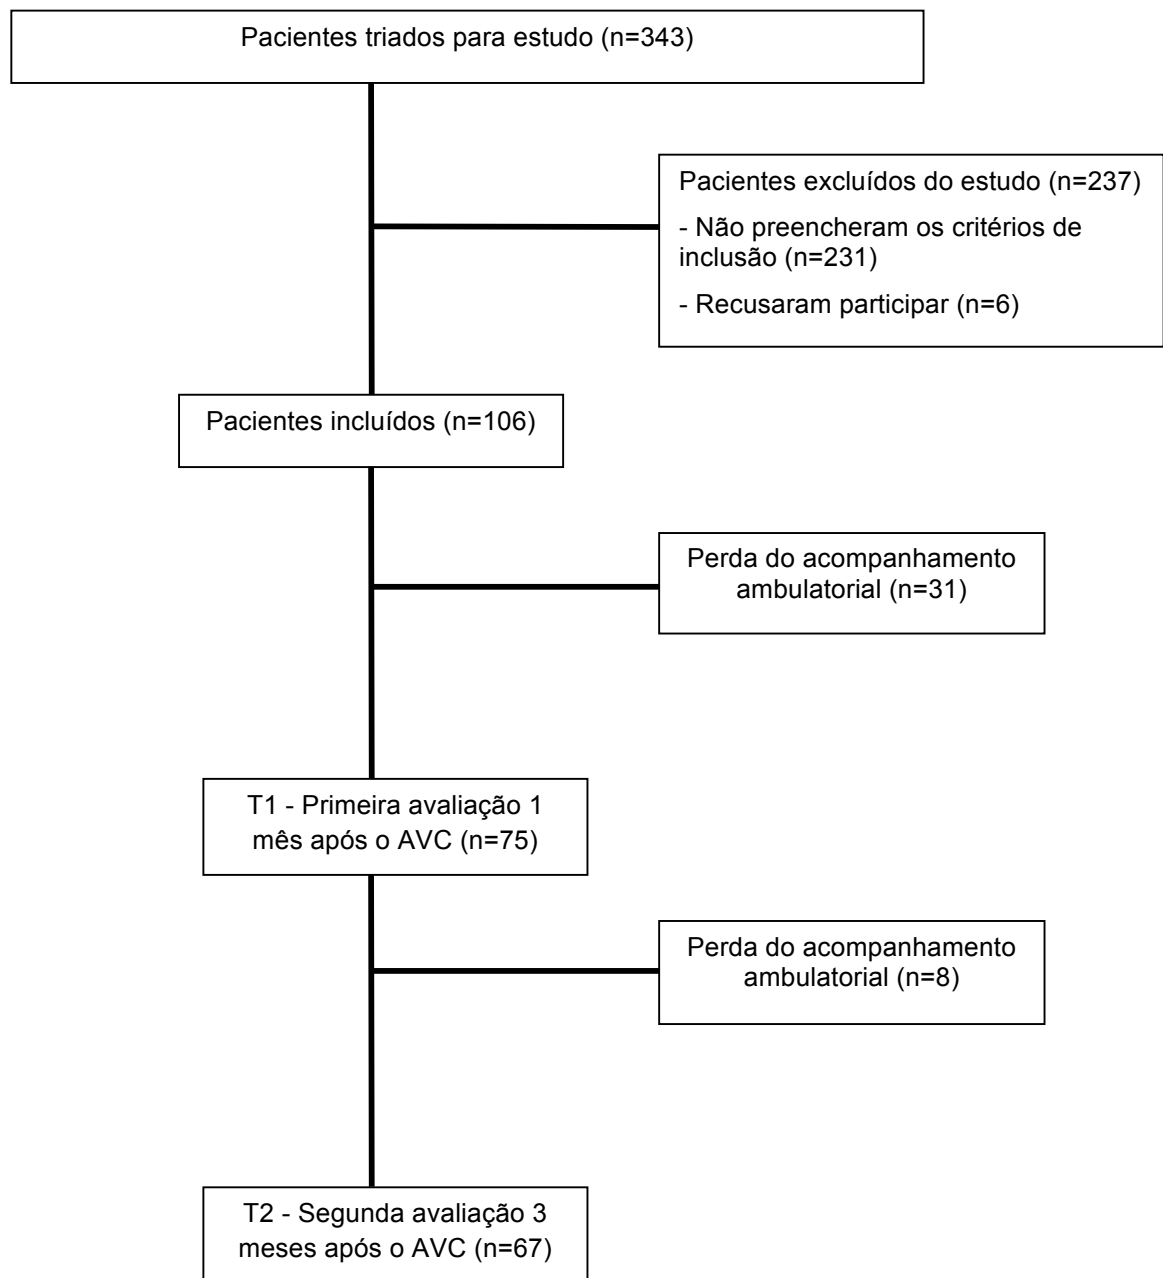 Pacientes triados para estudo (n=343)
Pacientes excluídos do estudo (n=237)
- Não preencheram os critérios de
inclusão (n=231)
- Recusaram participar (n=6)
Pacientes incluídos (n=106)
Perda do acompanhamento
ambulatorial (n=31)
T1 - Primeira avaliação 1
mês após o AVC (n=75)
Perda do acompanhamento
ambulatorial (n=8)
T2 - Segunda avaliação 3
meses após o AVC (n=67)